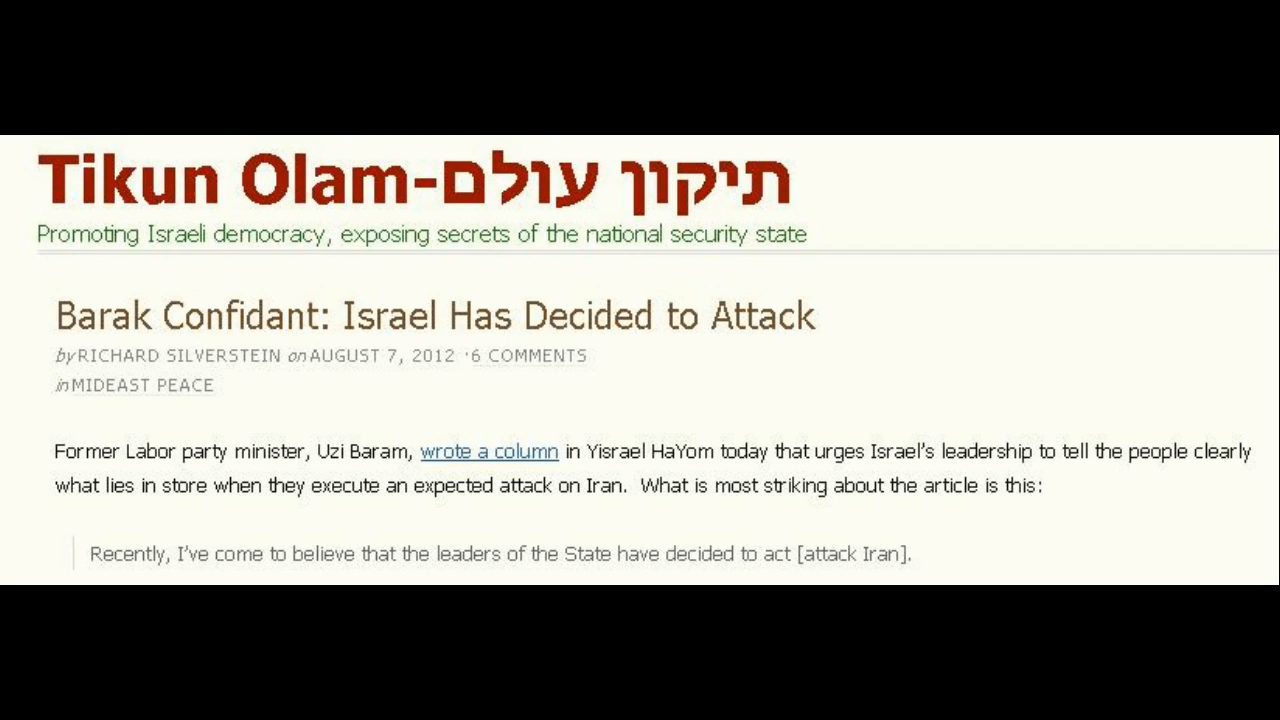 Tikun Olam-תיקון עולם
Promoting Israeli democracy, exposing secrets of the national security state
Barak Confidant: Israel Has Decided to Attack
by RICHARD SILVERSTEIN on AUGUST 7, 2012 · 6 COMMENTS
in MIDEAST PEACE
Former Labor party minister, Uzi Baram, wrote a column in Yisrael HaYom today that urges Israel's leadership to tell the people clearly
what lies in store when they execute an expected attack on Iran.  What is most striking about the article is this:
Recently, I've come to believe that the leaders of the State have decided to act [attack Iran].